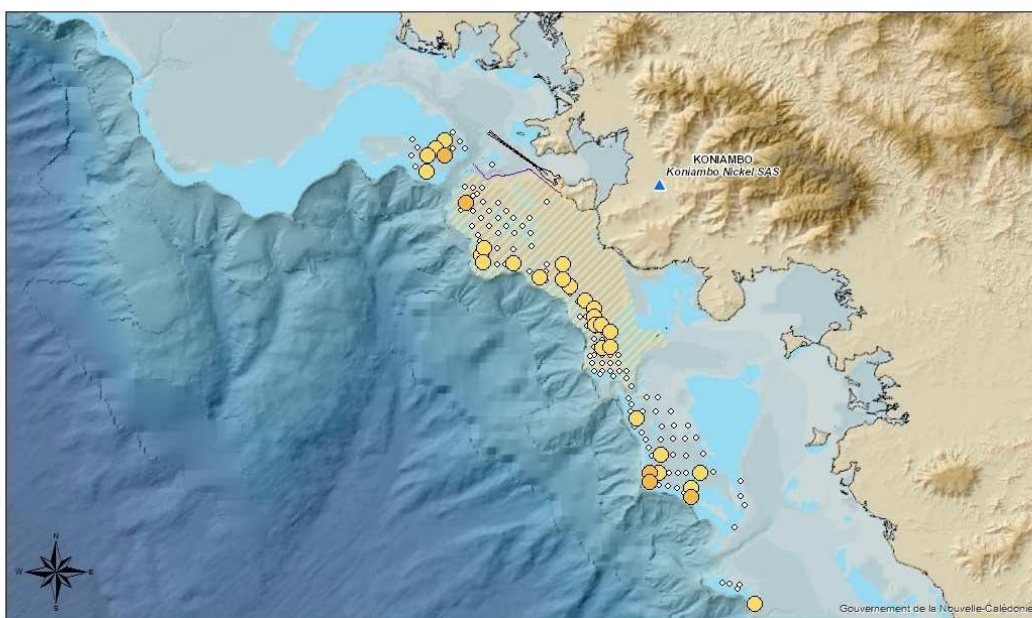 KONIAMBO
Koniambo Nickel SAS
N
W
E
S
Gouvernement de la Nouvelle-Calédonie